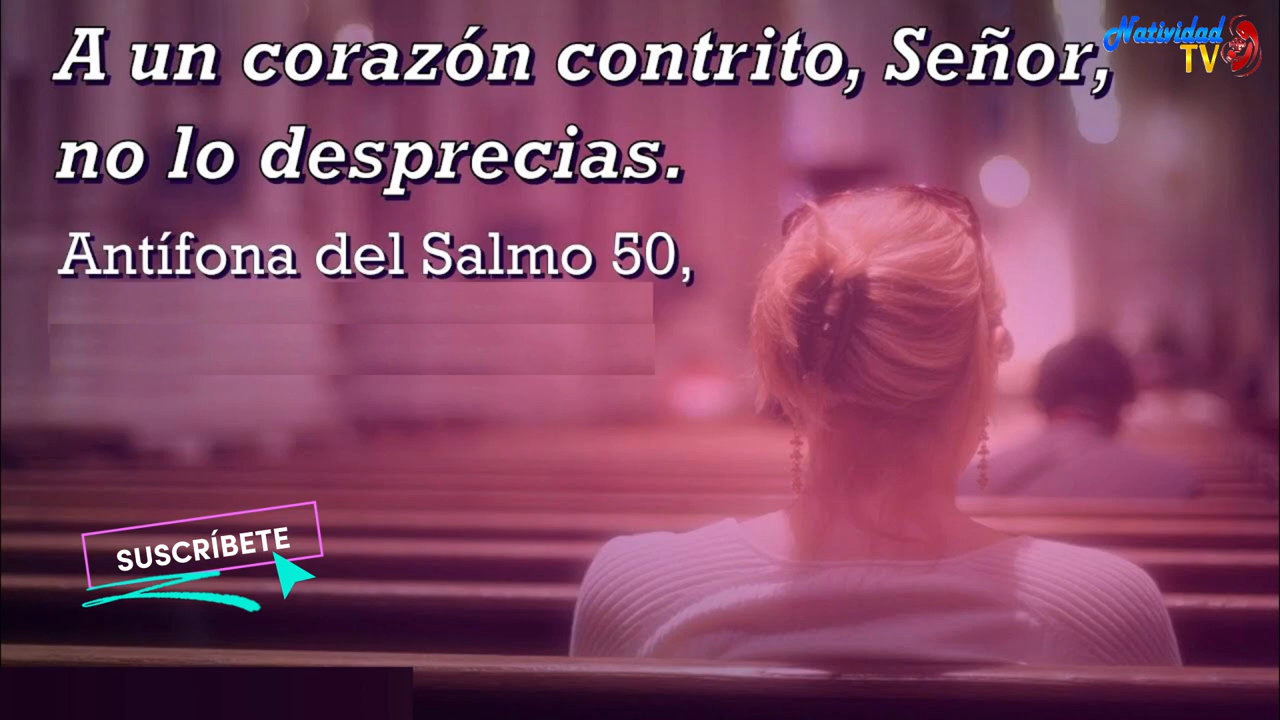 A un corazón contrito, Señor,
no lo desprecias.
Antífona del Salmo 50,
Natividad
TV
SUSCRÍBETE